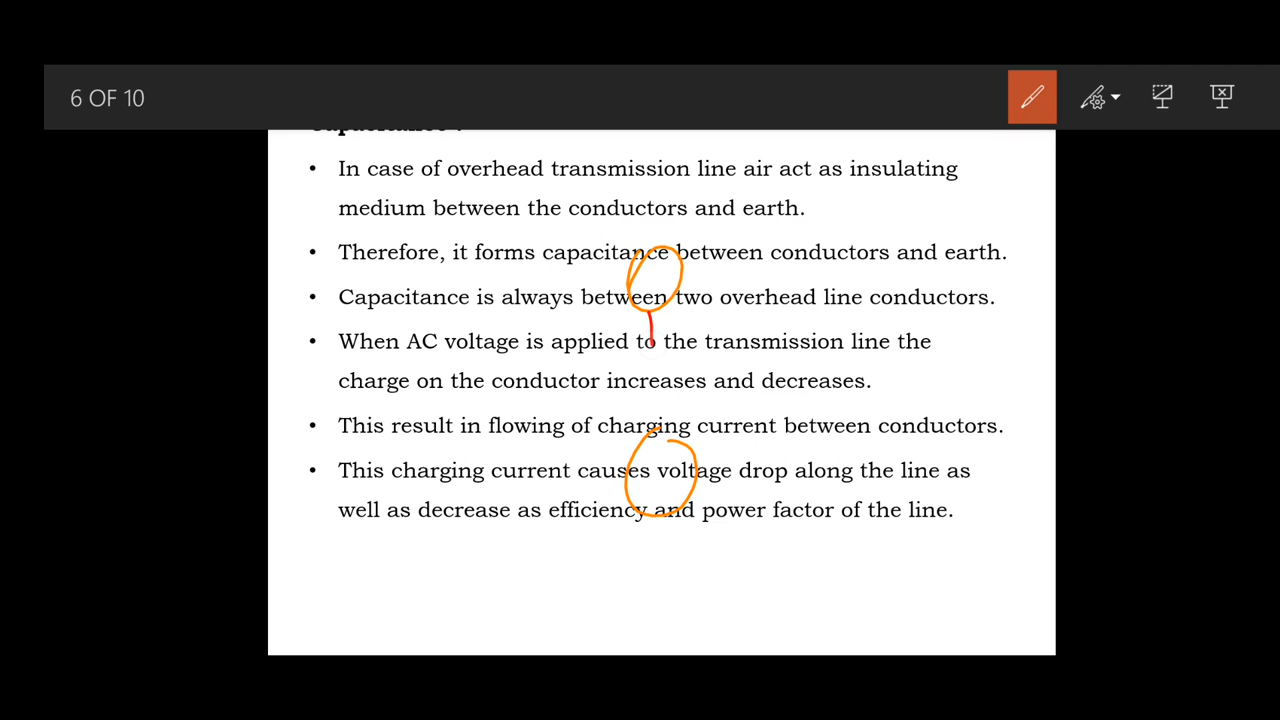 6 OF 10
Capacitance :
• In case of overhead transmission line air act as insulating
medium between the conductors and earth.
• Therefore, it forms capacitance between conductors and earth.
• Capacitance is always between two overhead line conductors.
• When AC voltage is applied to the transmission line the
charge on the conductor increases and decreases.
• This result in flowing of charging current between conductors.
• This charging current causes voltage drop along the line as
well as decrease as efficiency and power factor of the line.